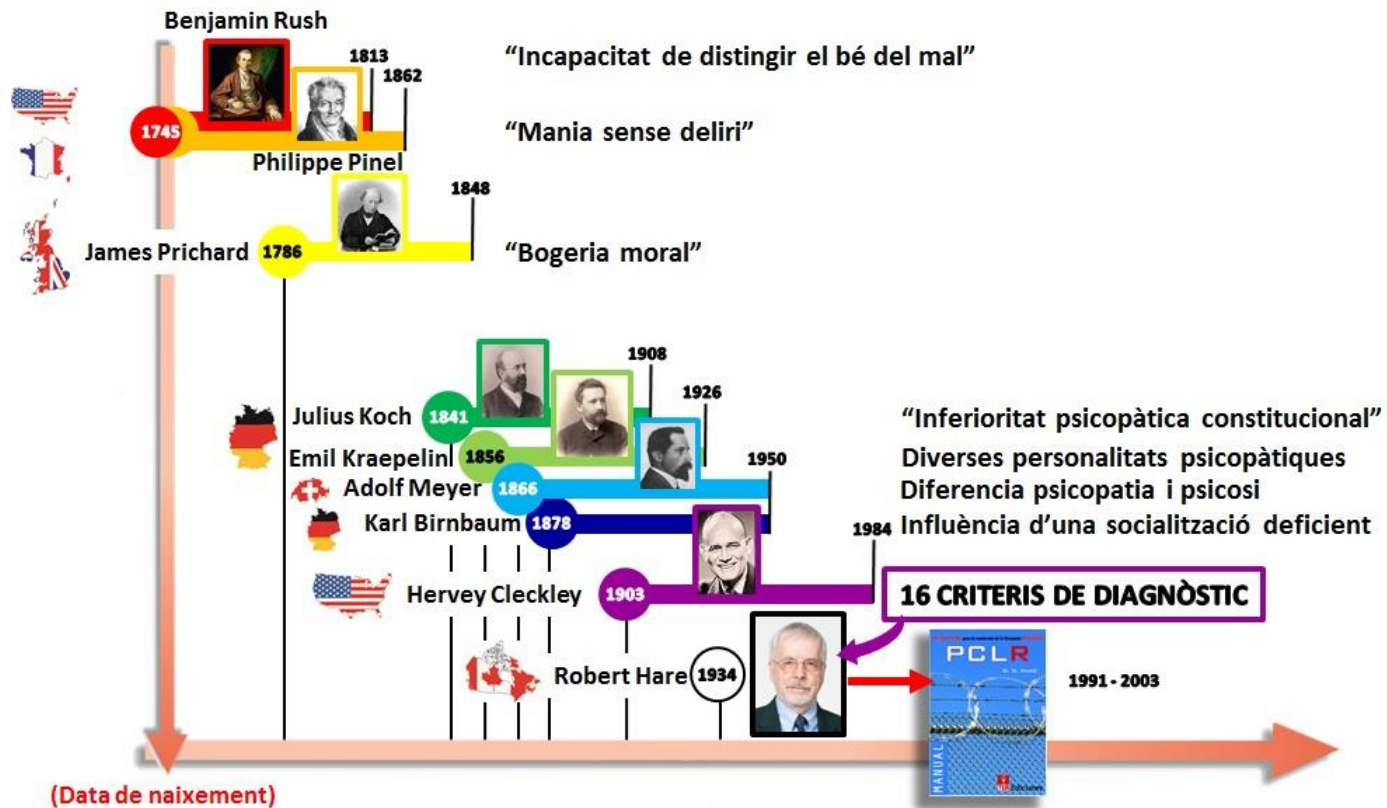 Benjamin Rush
1813
1862
"Incapacitat de distingir el bé del mal"
1745
"Mania sense deliri"
Philippe Pinel
1848
James Prichard
1786
"Bogeria moral"
1908
1926
Julius Koch
1841
"Inferioritat psicopàtica constitucional"
Emil Kraepelin
1856
1950
Diverses personalitats psicopàtiques
Adolf Meyer
1866
Diferencia psicopatia i psicosi
Karl Birnbaum
1878
1984
Influència d'una socialització deficient
Hervey Cleckley
1903
16 CRITERIS DE DIAGNÒSTIC
Robert Hare
1934
PCLR
1991 - 2003
MANUAL
Ediciones
(Data de naixement)